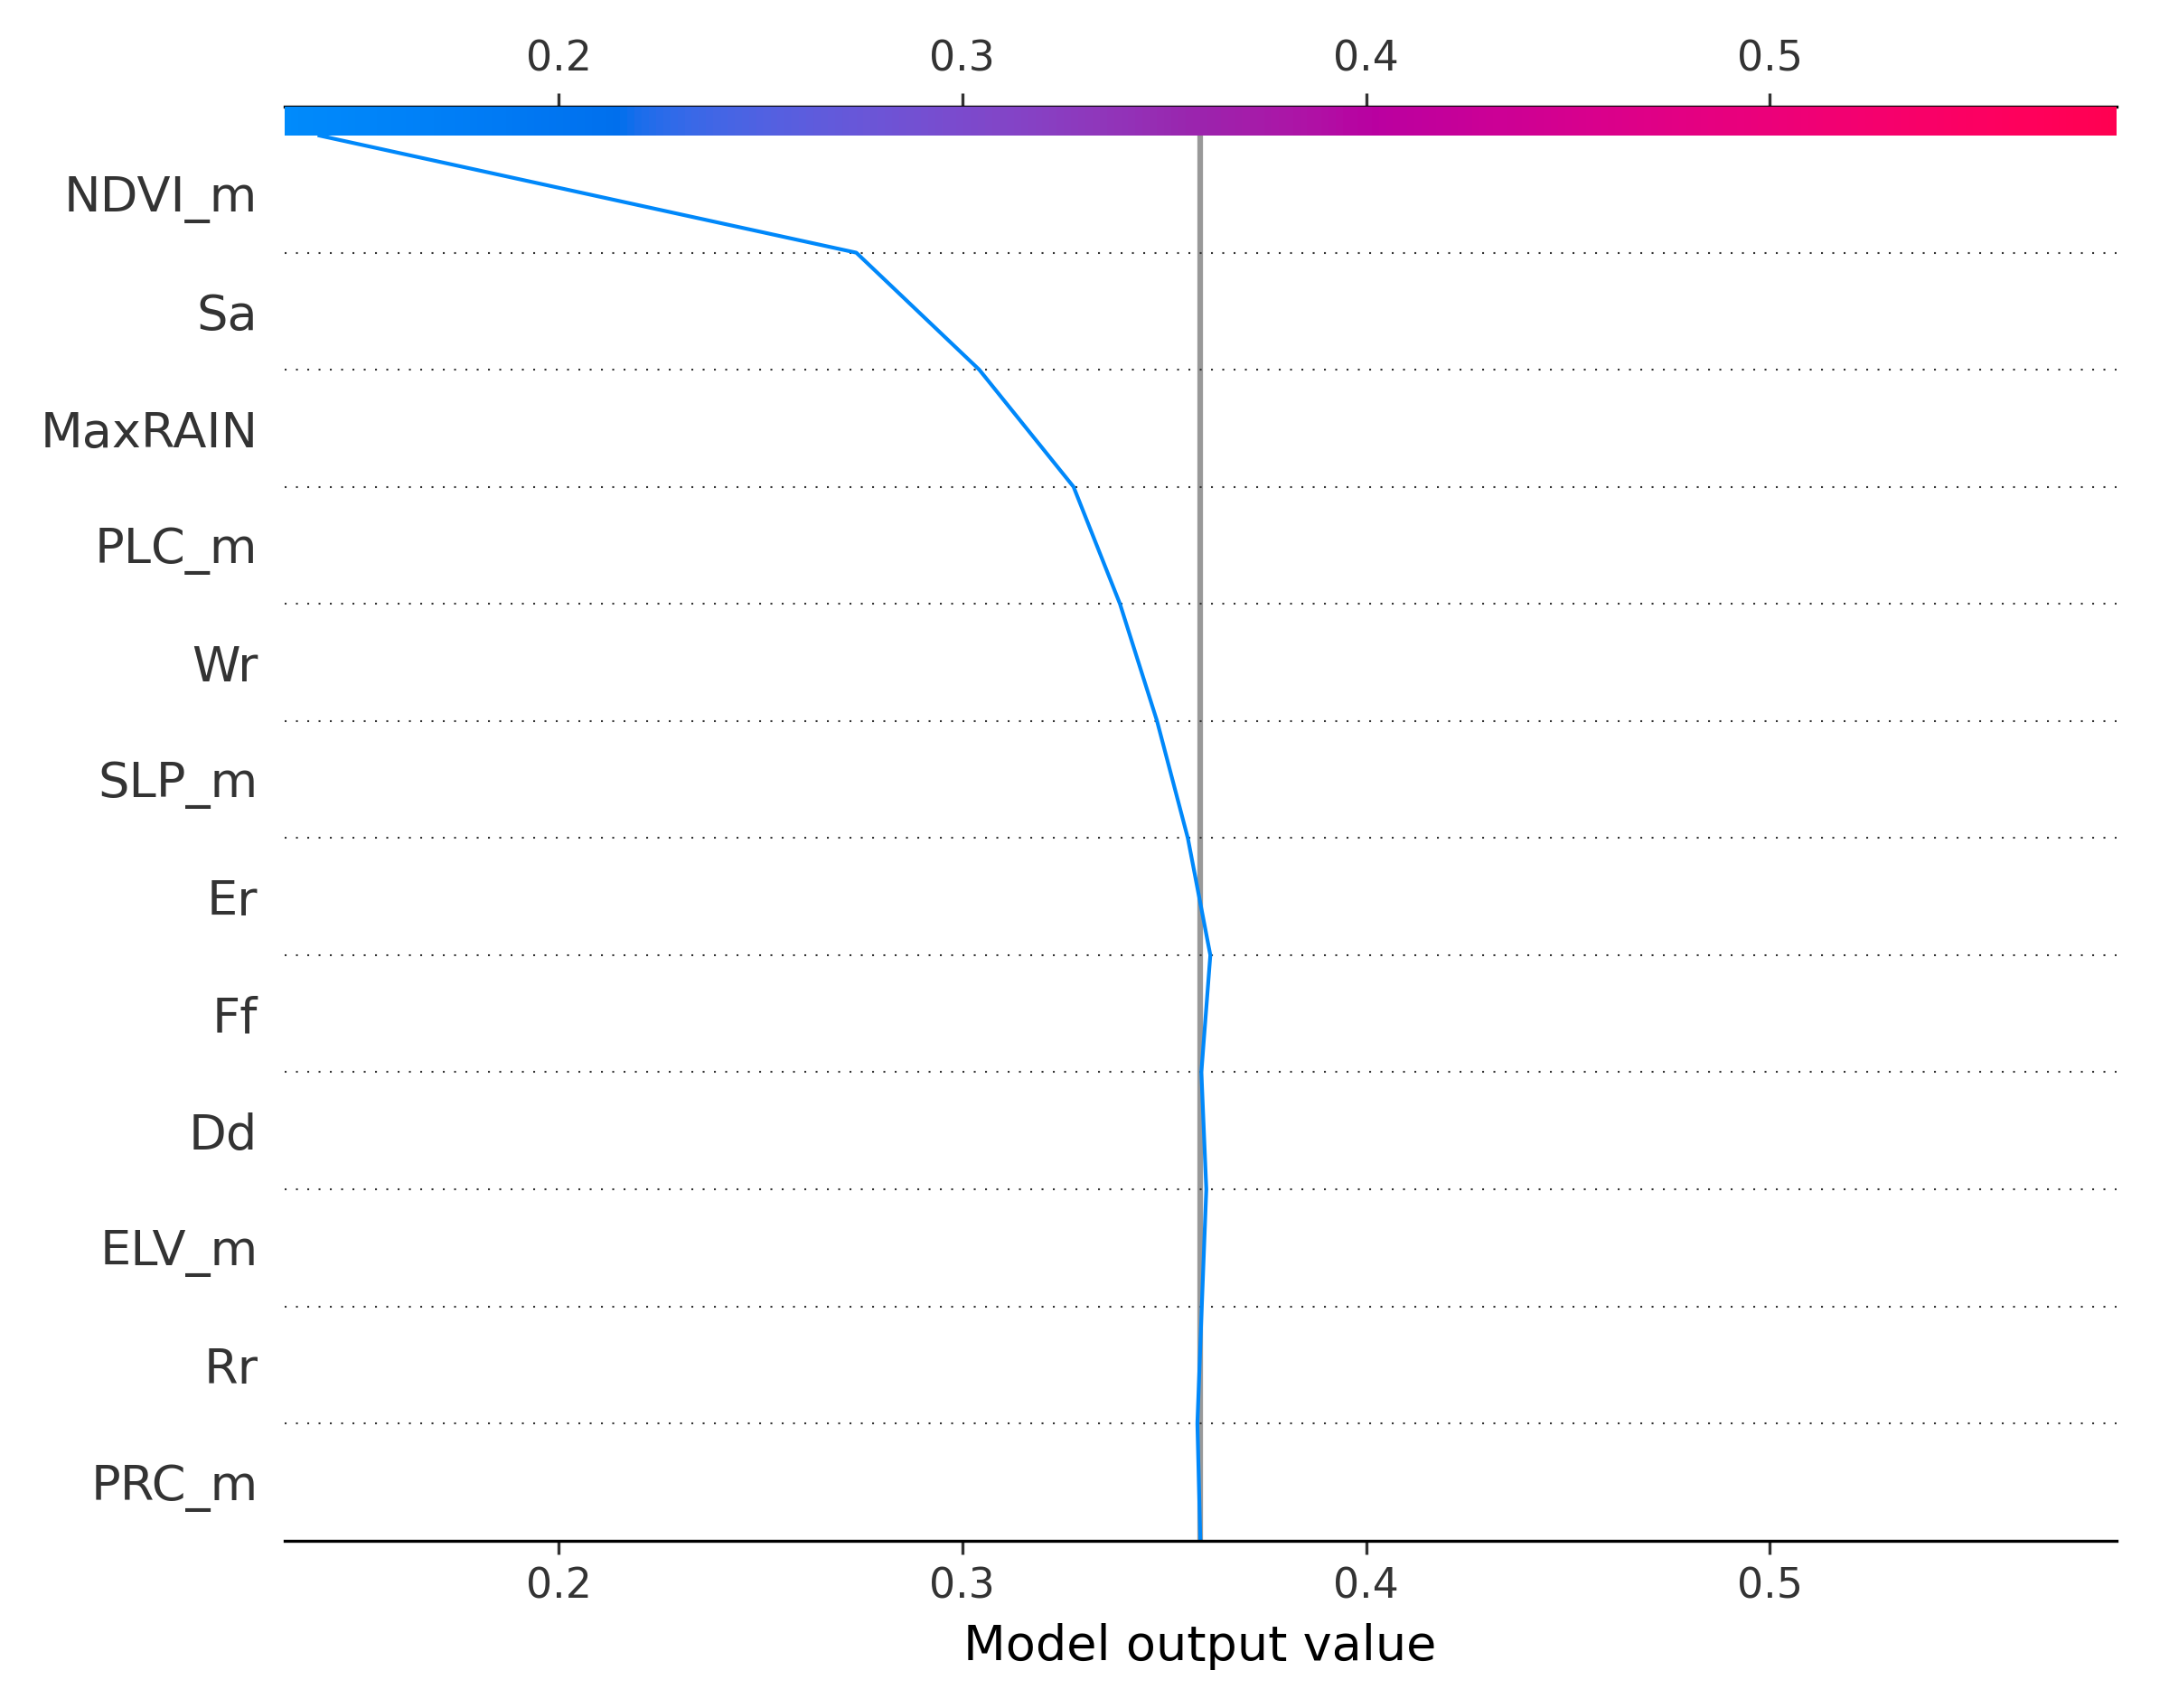 0.2 0.3 0.4 0.5
NDVI_m
Sa
MaxRAIN
PLC_m
Wr
SLP_m
Er
Ff
Dd
ELV_m
Rr
PRC_m
0.2 0.3 0.4 0.5
Model output value